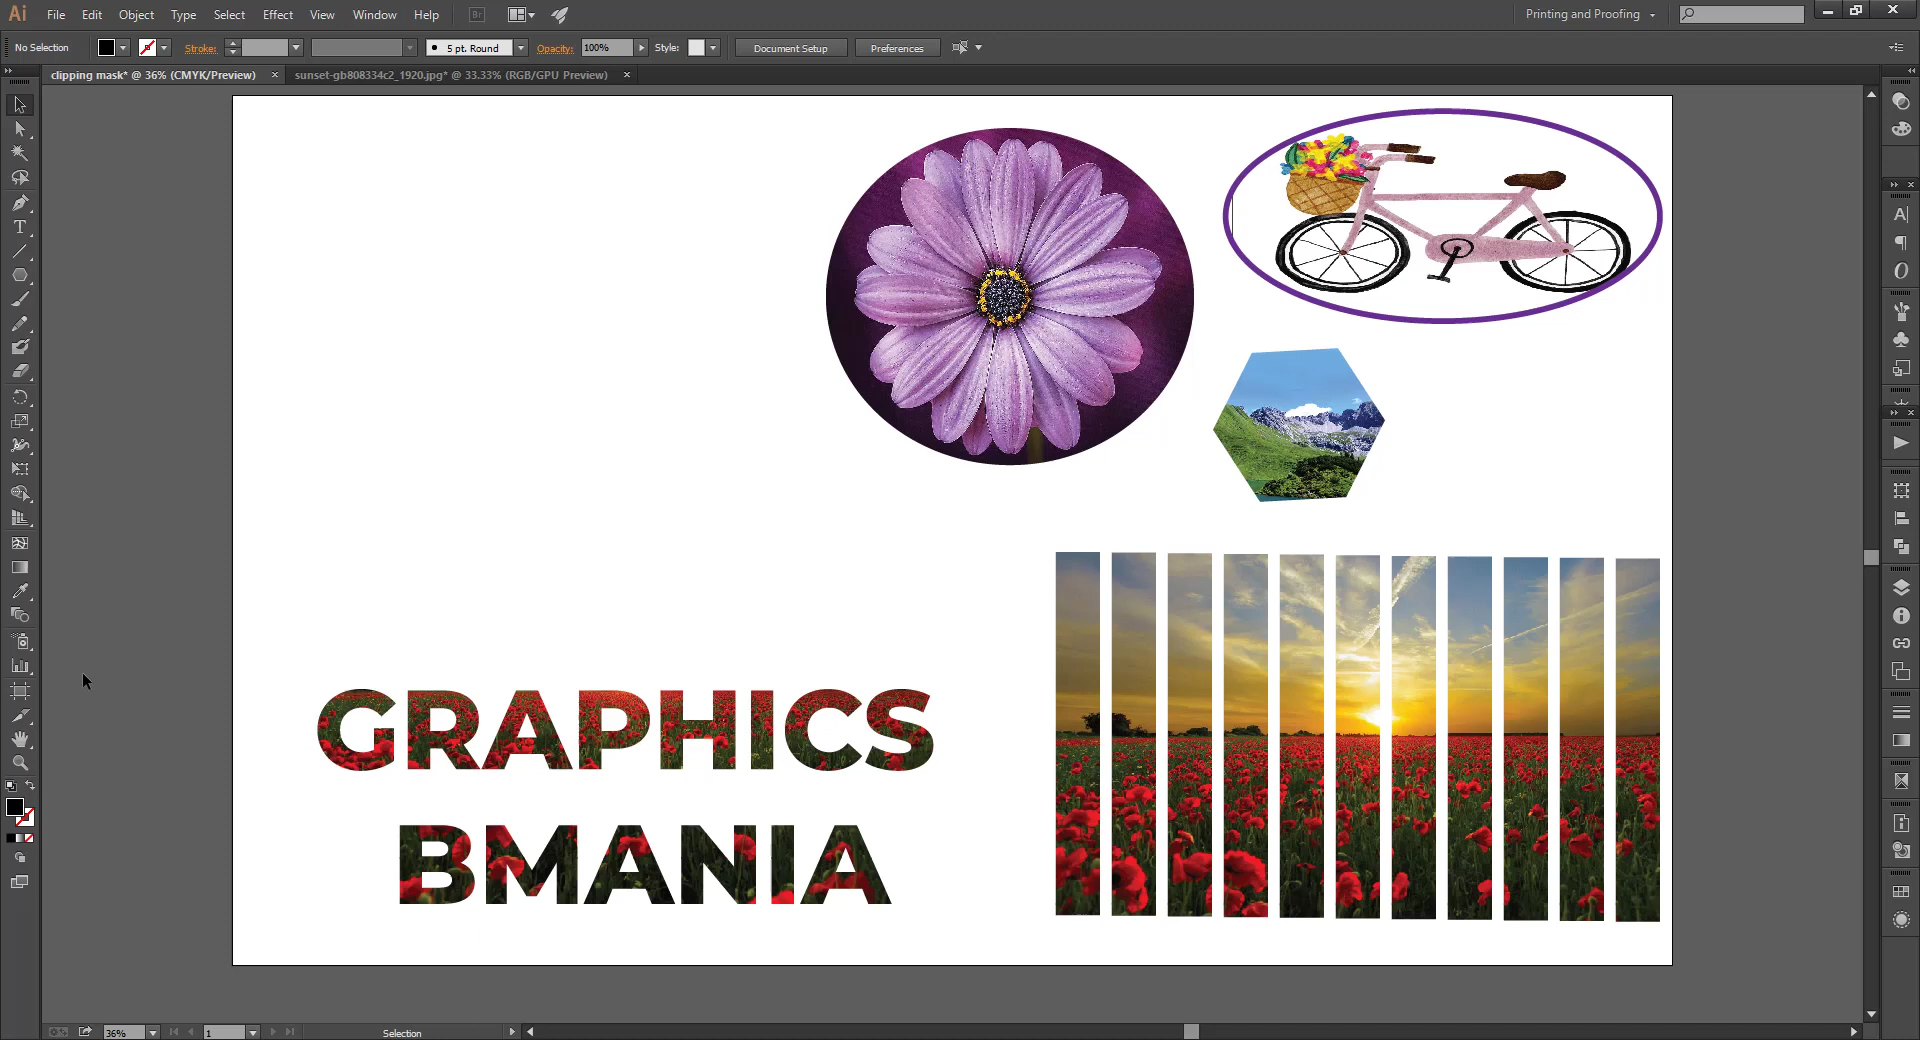 Ai File Edit Object Type Select Effect View Window Help Br Printing and Proofing
No Selection Stroke: 5 pt. Round Opacity: 100% Style: Document Setup Preferences
clipping mask* @ 36% (CMYK/Preview) sunset-gb808334c2_1920.jpg* @ 33.33% (RGB/GPU Preview)
GRAPHICS
BMANIA
36% 1 Selection